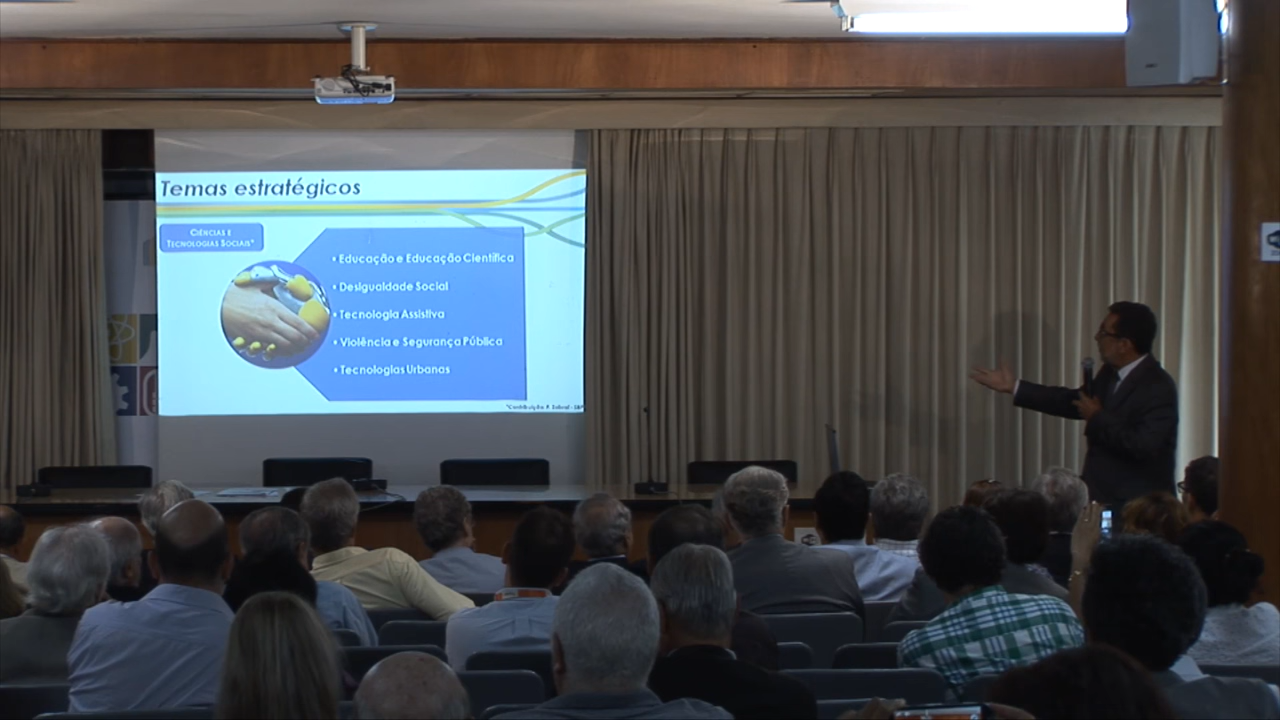 Temas estratégicos
CIÊNCIAS E
TECNOLOGIAS SOCIAIS*
• Educação e Educação Científica
• Desigualdade Social
• Tecnologia Assistiva
• Violência e Segurança Pública
• Tecnologias Urbanas